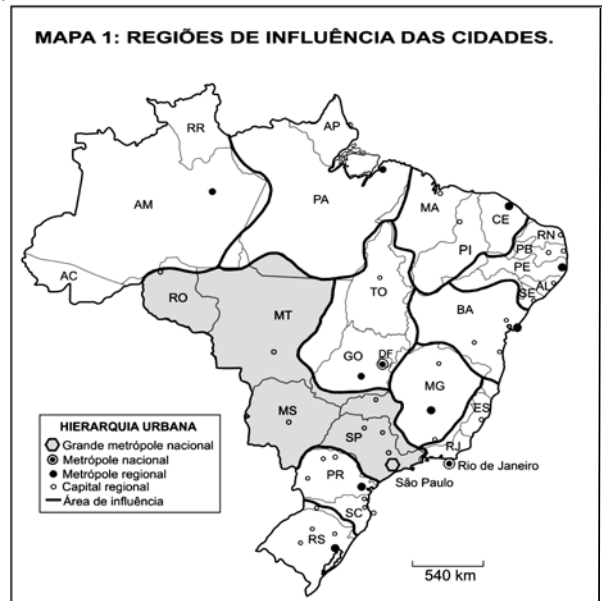 MAPA 1: REGIÕES DE INFLUÊNCIA DAS CIDADES.
RR
AP
AM
PA
MA
CE
RN
PB
PI
PE
AL
SE
AC
RO
TO
MT
BA
GO
DF
MG
ES
MS
SP
RJ
Rio de Janeiro
São Paulo
PR
SC
RS
HIERARQUIA URBANA
Grande metrópole nacional
Metrópole nacional
Metrópole regional
Capital regional
Área de influência
540 km